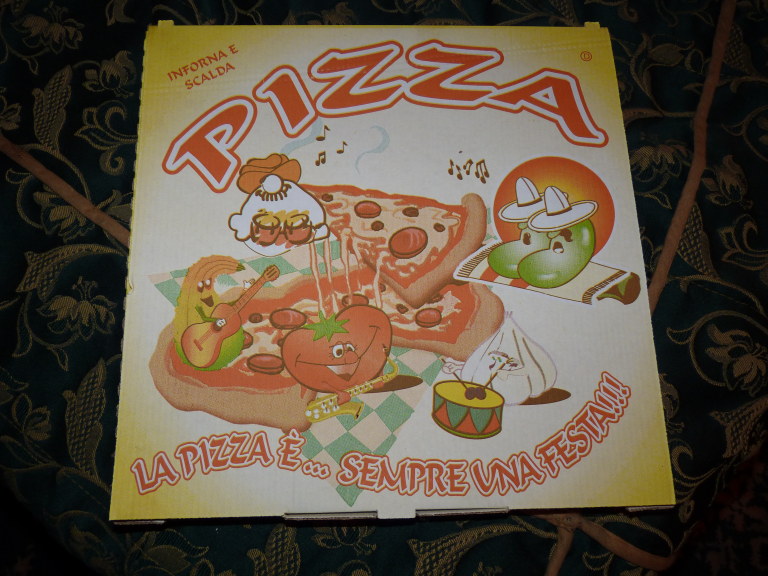 INFORNA E
SCALDA
PIZZA
LA PIZZA È... SEMPRE UNA FESTA!!!